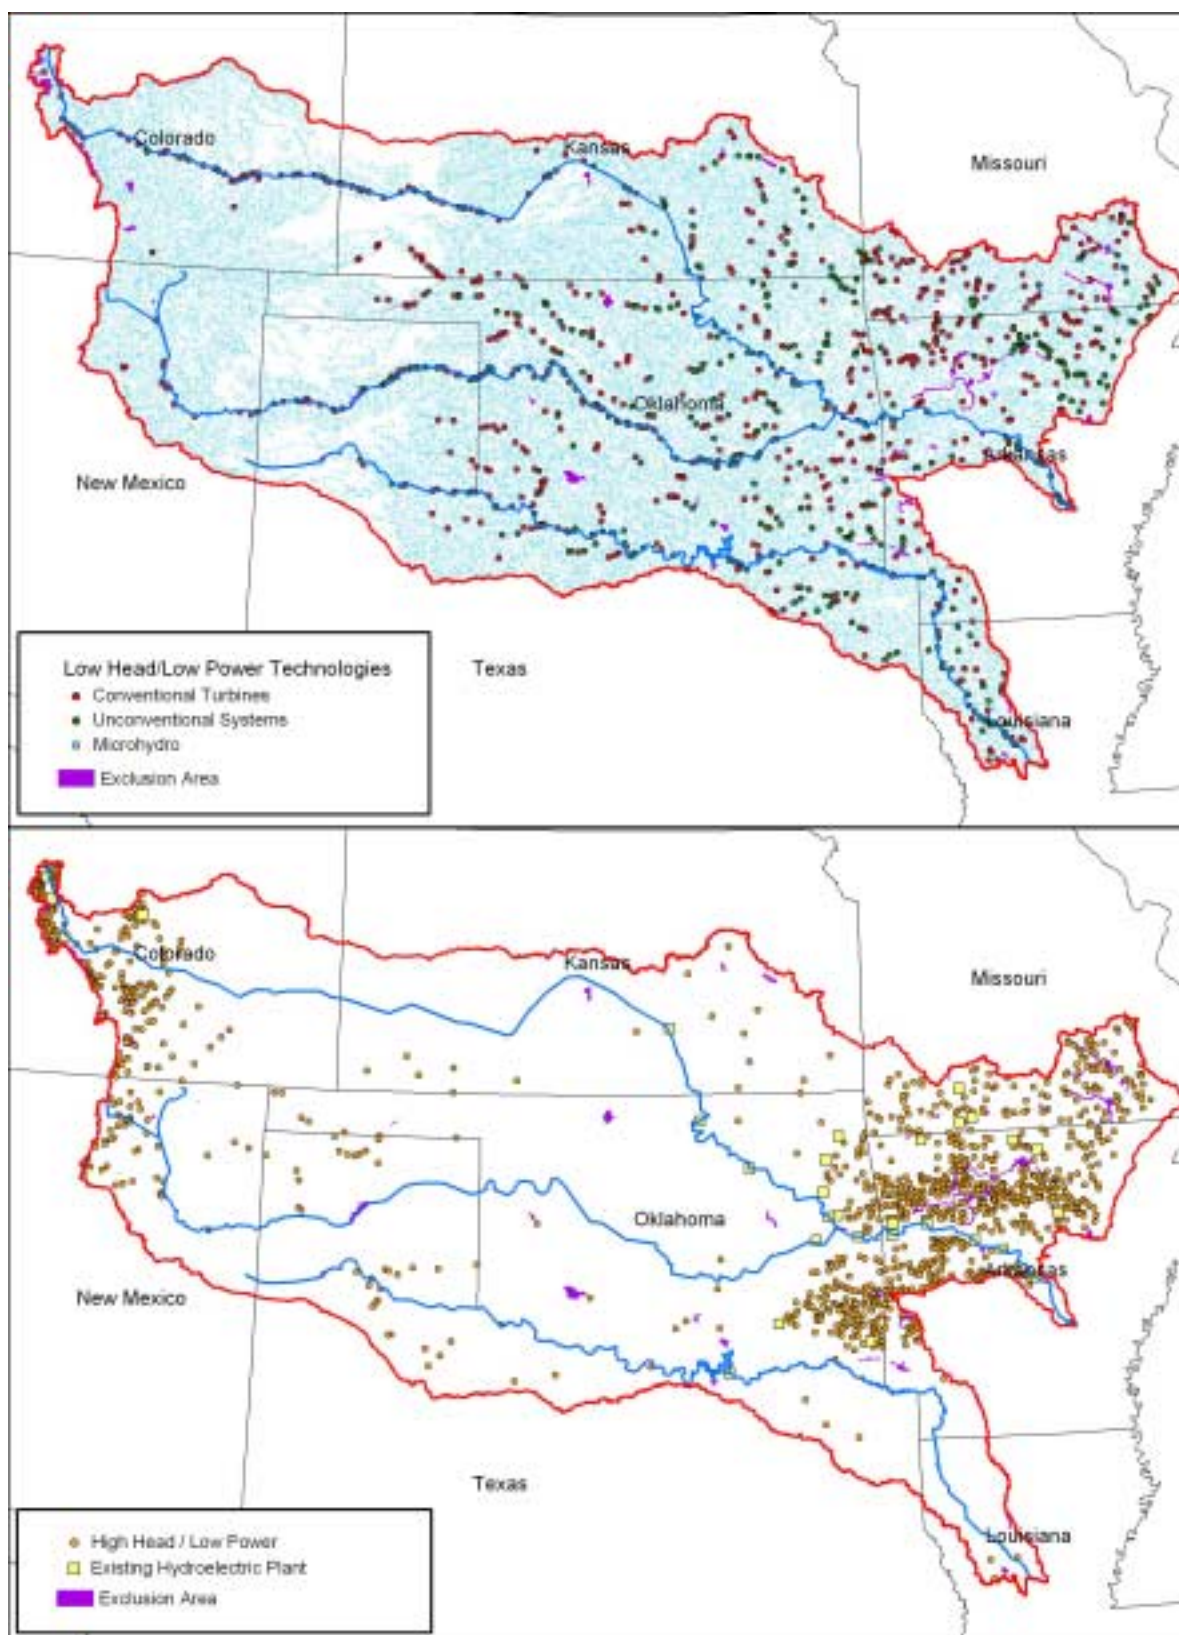 Colorado
Kansas
Missouri
Oklahoma
Arkansas
New Mexico
Texas
Louisiana
Low Head/Low Power Technologies
Conventional Turbines
Unconventional Systems
Microhydro
Exclusion Area
Colorado
Kansas
Missouri
Oklahoma
Arkansas
New Mexico
Texas
Louisiana
High Head / Low Power
Existing Hydroelectric Plant
Exclusion Area